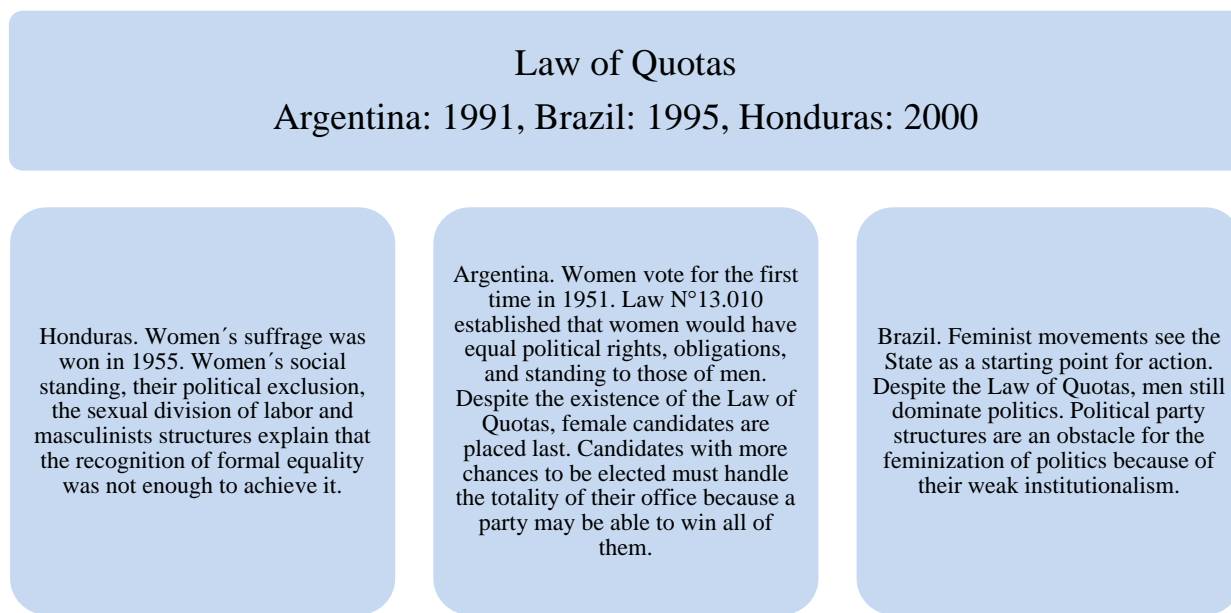 Law of Quotas
Argentina: 1991, Brazil: 1995, Honduras: 2000
Honduras. Women´s suffrage was
won in 1955. Women´s social
standing, their political exclusion,
the sexual division of labor and
masculinists structures explain that
the recognition of formal equality
was not enough to achieve it.
Argentina. Women vote for the first
time in 1951. Law N°13.010
established that women would have
equal political rights, obligations,
and standing to those of men.
Despite the existence of the Law of
Quotas, female candidates are
placed last. Candidates with more
chances to be elected must handle
the totality of their office because a
party may be able to win all of
them.
Brazil. Feminist movements see the
State as a starting point for action.
Despite the Law of Quotas, men still
dominate politics. Political party
structures are an obstacle for the
feminization of politics because of
their weak institutionalism.